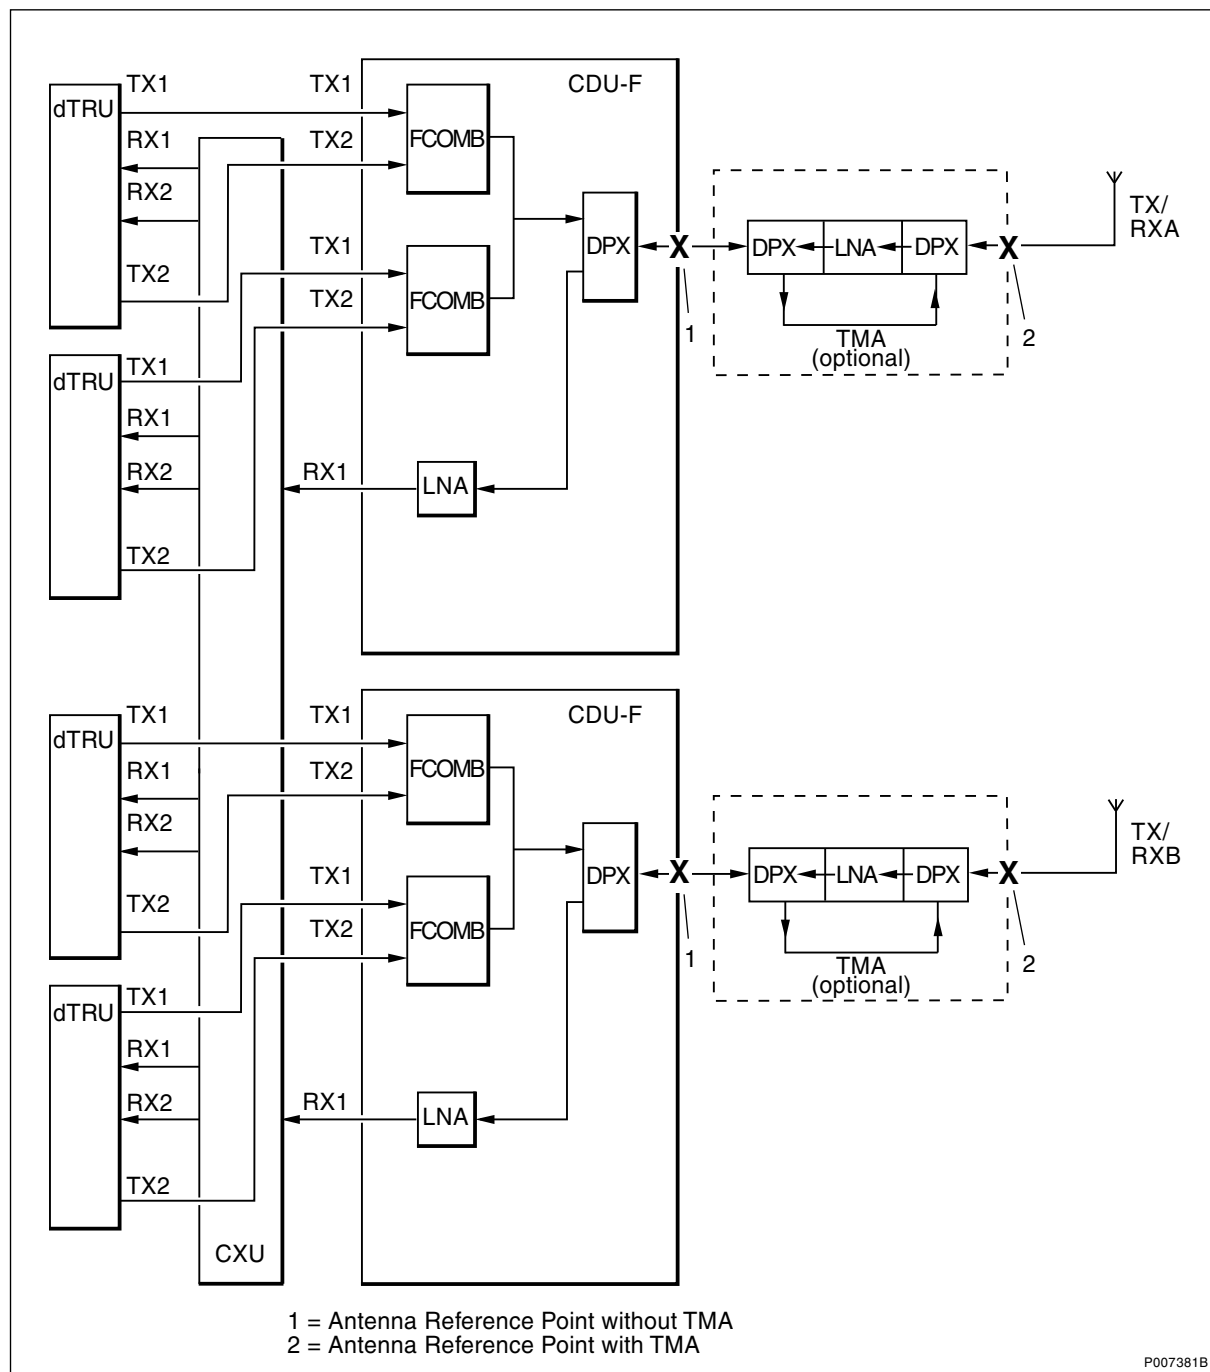 TX1
TX1
CDU-F
dTRU
RX1
TX2
FCOMB
RX2
TX/
RXA
DPX
DPX
LNA
DPX
TX1
TX2
TX2
FCOMB
1
TMA
(optional)
2
TX1
dTRU
RX1
RX2
RX1
LNA
TX2
TX1
TX1
CDU-F
dTRU
RX1
TX2
FCOMB
RX2
TX/
RXB
DPX
DPX
LNA
DPX
TX1
TX2
TX2
FCOMB
1
TMA
(optional)
2
TX1
dTRU
RX1
RX2
RX1
LNA
TX2
CXU
1 = Antenna Reference Point without TMA
2 = Antenna Reference Point with TMA
P007381B